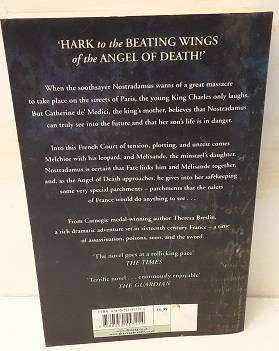 'HARK to the BEATING WINGS
of the ANGEL OF DEATH!'
When the soothsayer Nostradamus warns of a great massacre
to take place on the streets of Paris, the young King Charles only laughs.
But Catherine de' Medici, the king's mother, believes that Nostradamus
can truly see into the future and that her son's life is in danger.
Into this French Court of tension, plotting, and unrest comes
Melchior with his leopard, and Mélisande, the minstrel's daughter.
Nostradamus is certain that Fate links him and Mélisande together
and, as the Angel of Death approaches, he gives into her safekeeping
some very special parchments – parchments that the rulers
of France would do anything to see . . .
From Carnegie medal-winning author Theresa Breslin,
a rich dramatic adventure set in sixteenth century France – a time
of assassination, poisons, and the sword.
'The novel goes at a rollicking pace'
THE TIMES
'Terrific novel . . . enormously enjoyable'
THE GUARDIAN
ISBN
£6.99